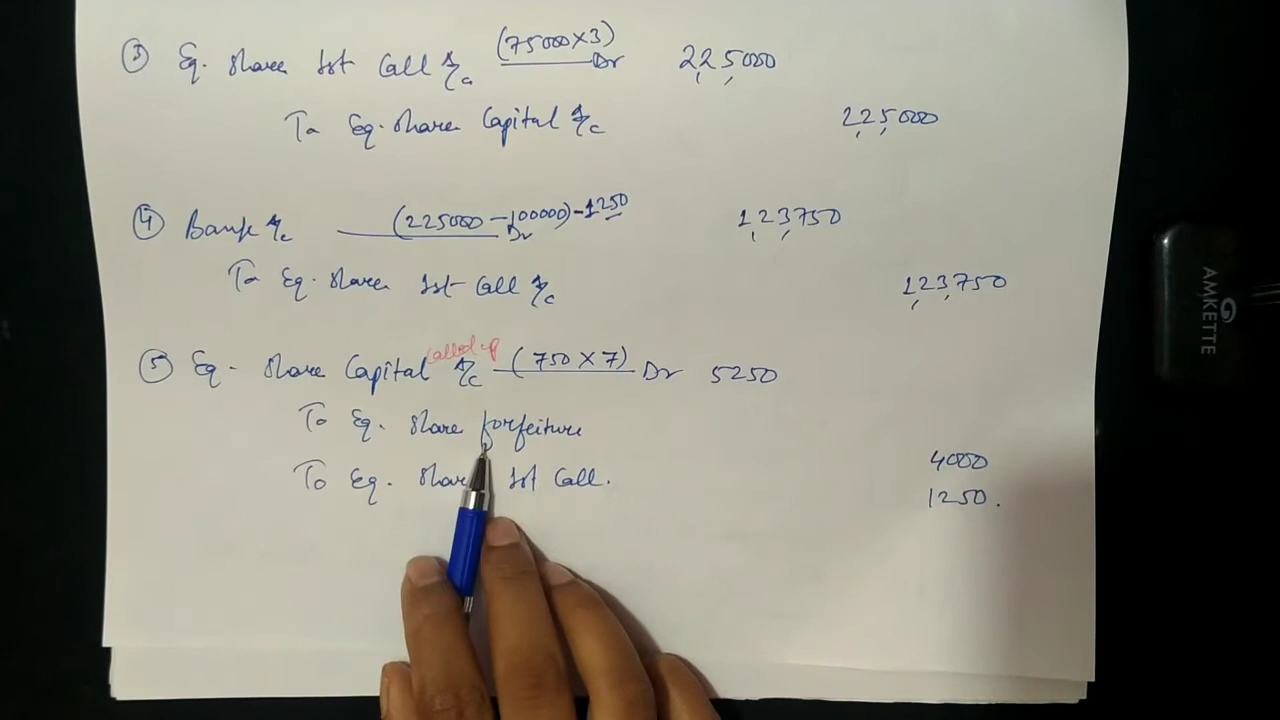 ③ Eq. Share 1st Call A/c (75000×3) Dr 225000
To Eq. Share Capital A/c 225000
④ Bank A/c (225000 – 100000) – 1250 Dr 123750
To Eq. Share 1st Call A/c 123750
called up
⑤ Eq. Share Capital A/c (750 × 7) Dr 5250
To Eq. Share forfeiture 4000
To Eq. Share 1st Call. 1250.
AMKETTE